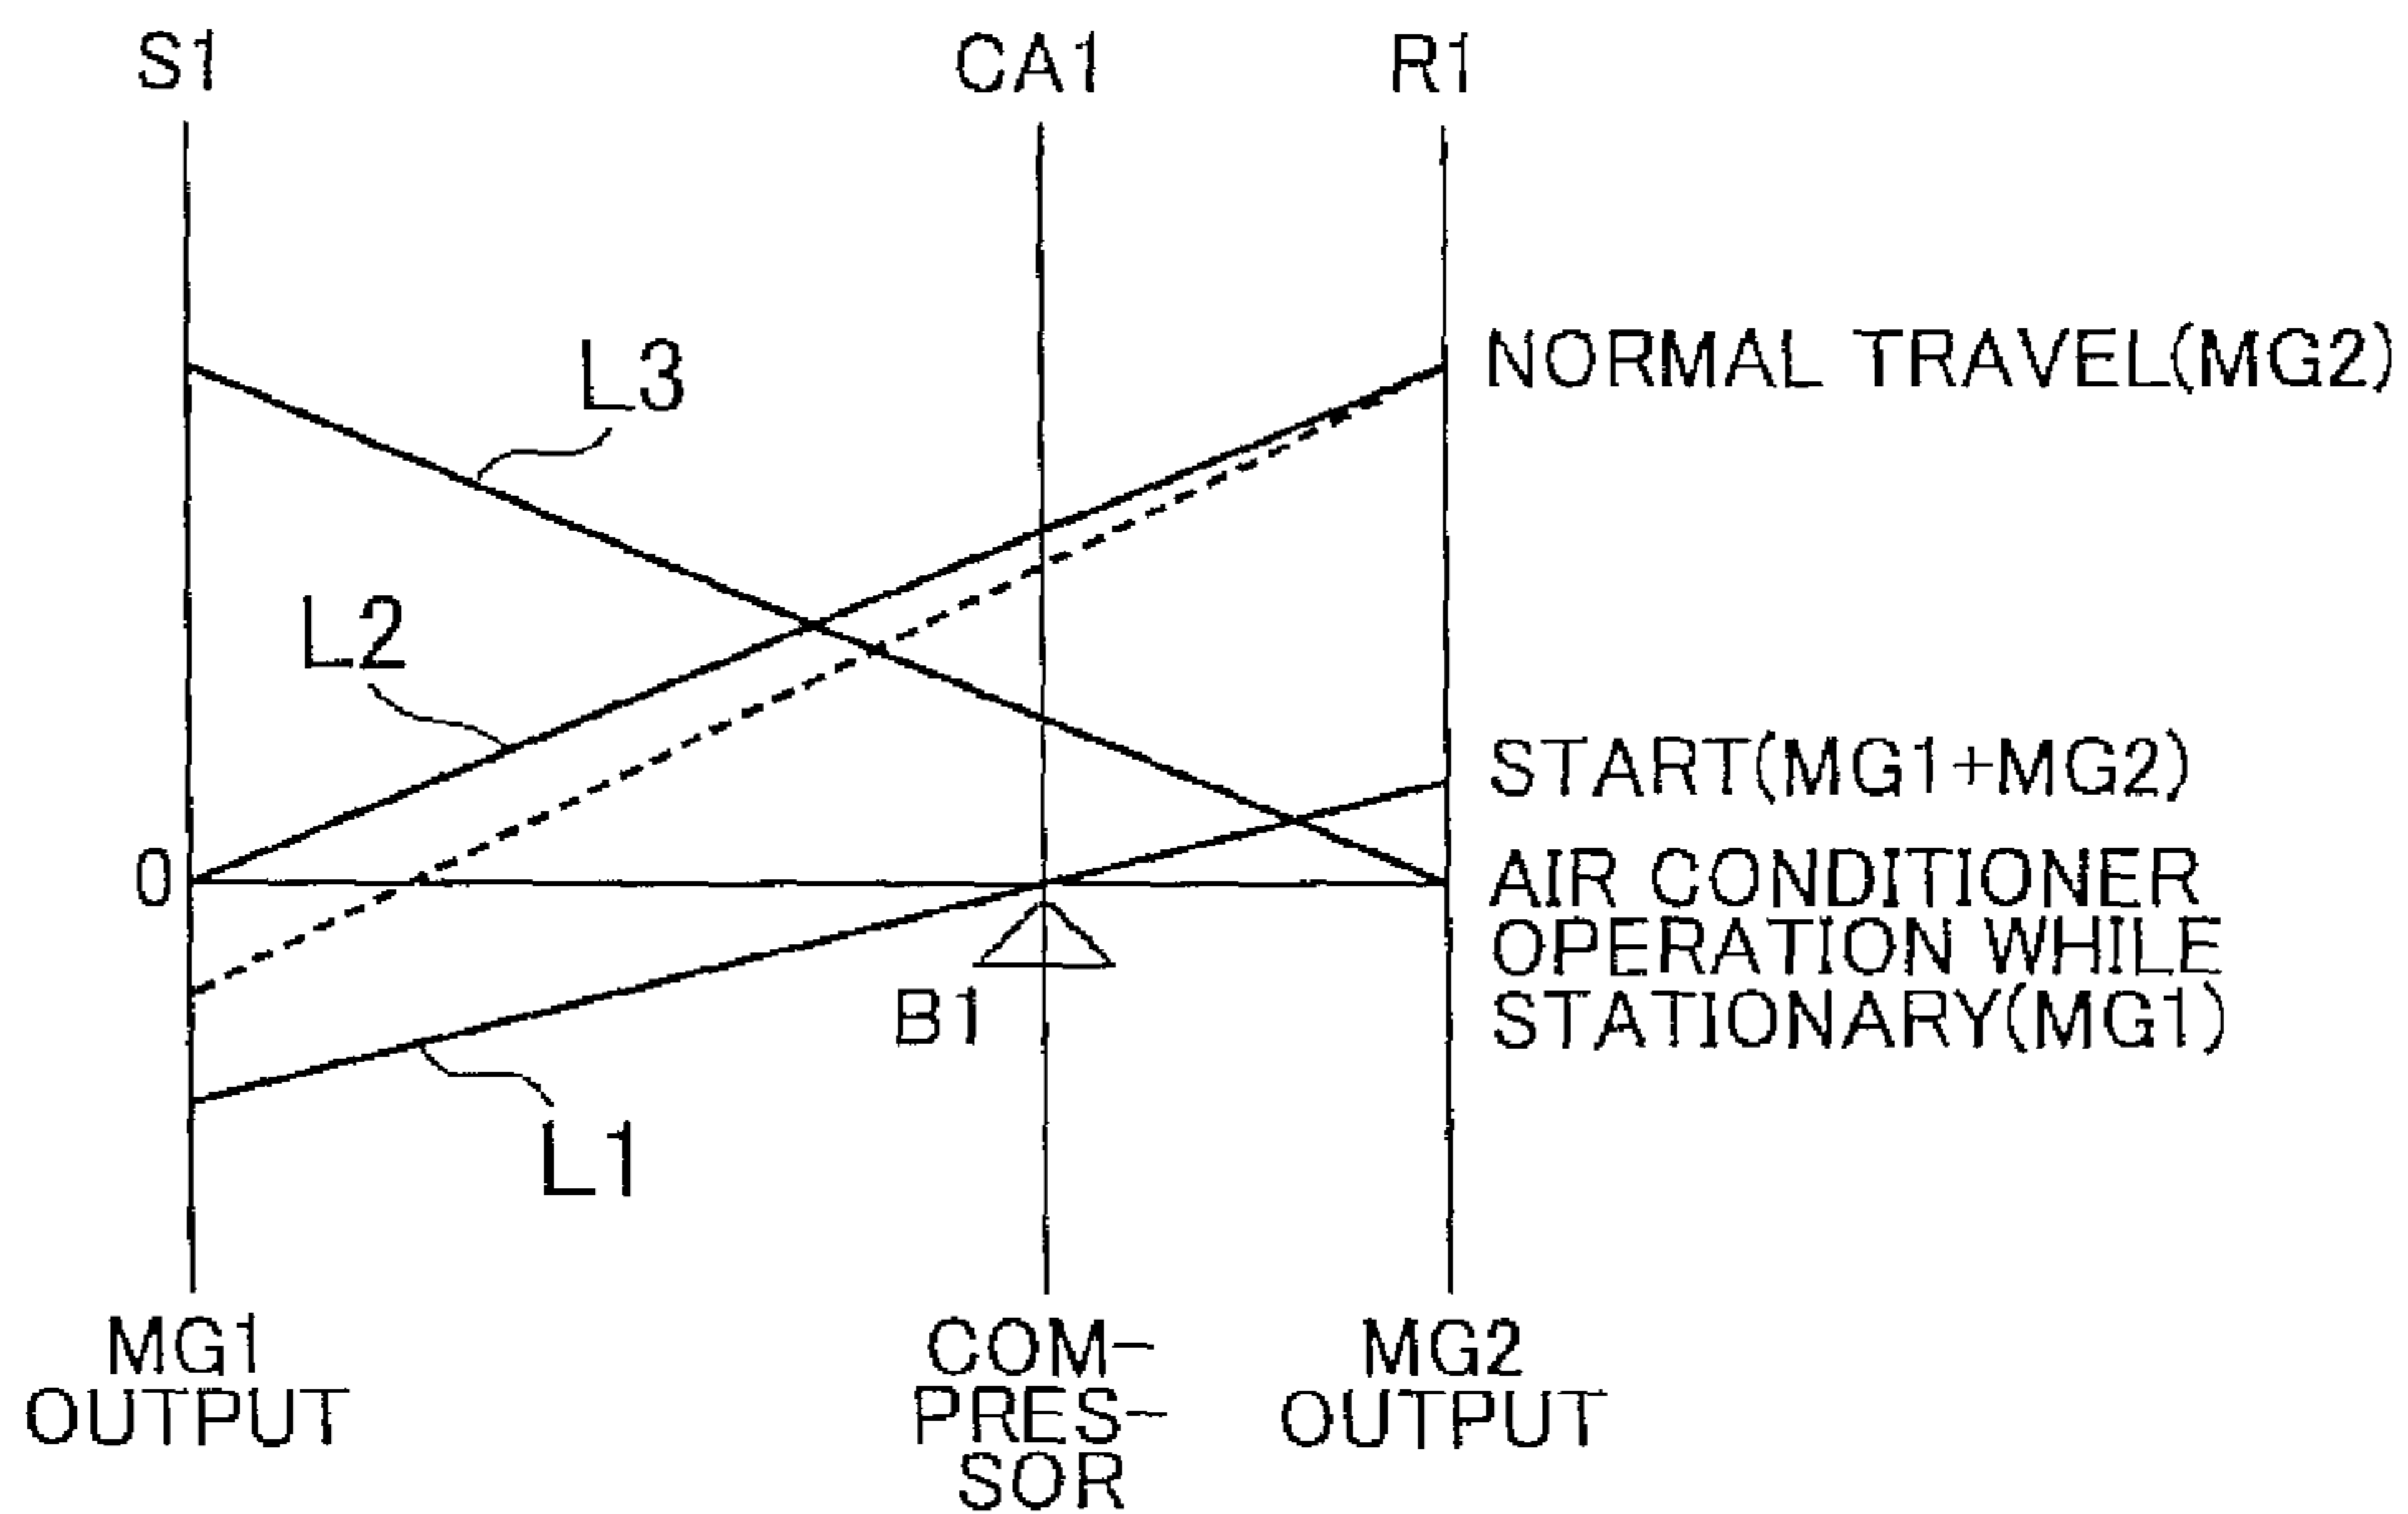 S1
CA1
R1
L3
NORMAL TRAVEL(MG2)
L2
START(MG1+MG2)
0
AIR CONDITIONER
OPERATION WHILE
STATIONARY(MG1)
B1
L1
MG1
OUTPUT
COM-
PRES-
SOR
MG2
OUTPUT